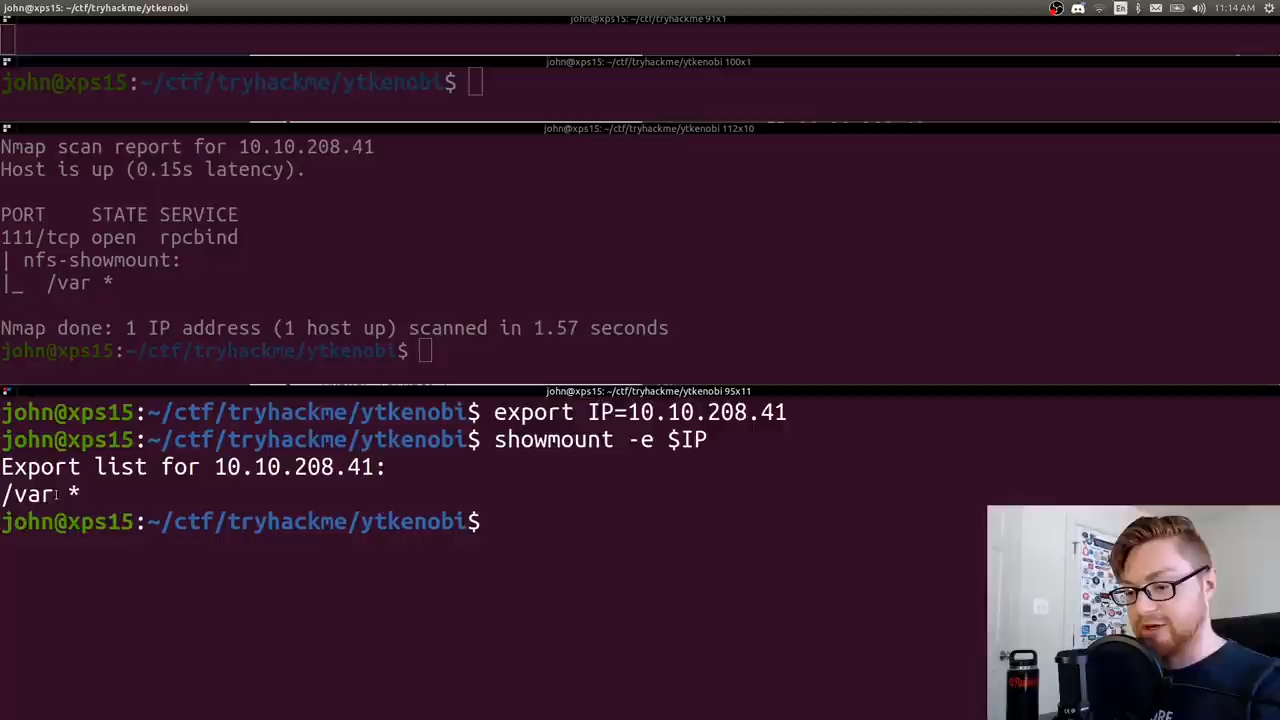 john@xps15: ~/ctf/tryhackme/ytkenobi
En
11:14 AM
john@xps15: ~/ctf/tryhackme/ytkenobi 91x1
john@xps15: ~/ctf/tryhackme/ytkenobi 100x1
john@xps15:~/ctf/tryhackme/ytkenobi$
john@xps15: ~/ctf/tryhackme/ytkenobi 112x10
Nmap scan report for 10.10.208.41
Host is up (0.15s latency).
PORT    STATE SERVICE
111/tcp open  rpcbind
| nfs-showmount:
|_  /var *
Nmap done: 1 IP address (1 host up) scanned in 1.57 seconds
john@xps15:~/ctf/tryhackme/ytkenobi$
john@xps15: ~/ctf/tryhackme/ytkenobi 95x11
john@xps15:~/ctf/tryhackme/ytkenobi$ export IP=10.10.208.41
john@xps15:~/ctf/tryhackme/ytkenobi$ showmount -e $IP
Export list for 10.10.208.41:
/var *
john@xps15:~/ctf/tryhackme/ytkenobi$